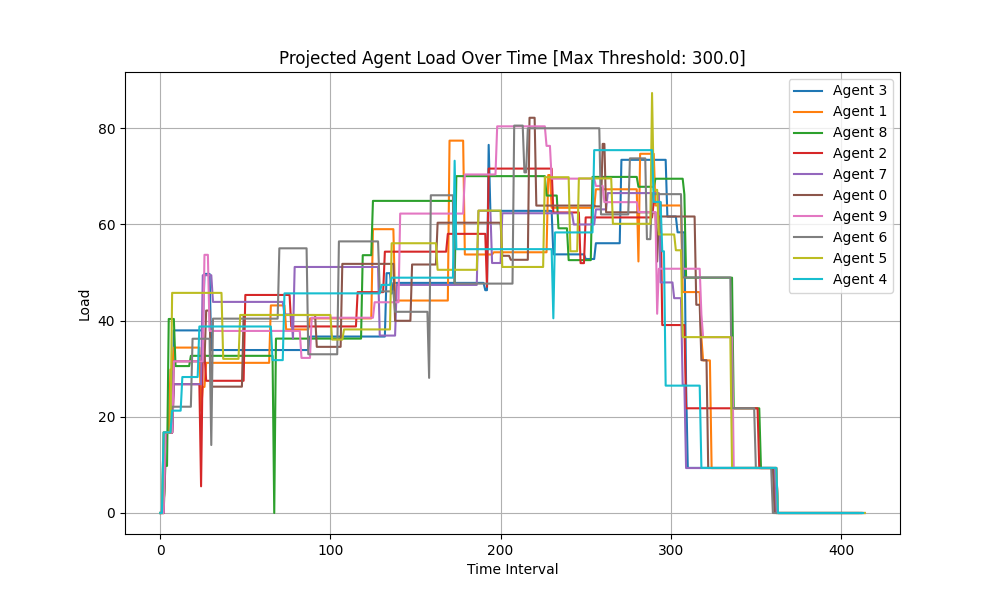 Projected Agent Load Over Time [Max Threshold: 300.0]
Load
80
60
40
20
0
0
100
200
300
400
Time Interval
Agent 3
Agent 1
Agent 8
Agent 2
Agent 7
Agent 0
Agent 9
Agent 6
Agent 5
Agent 4